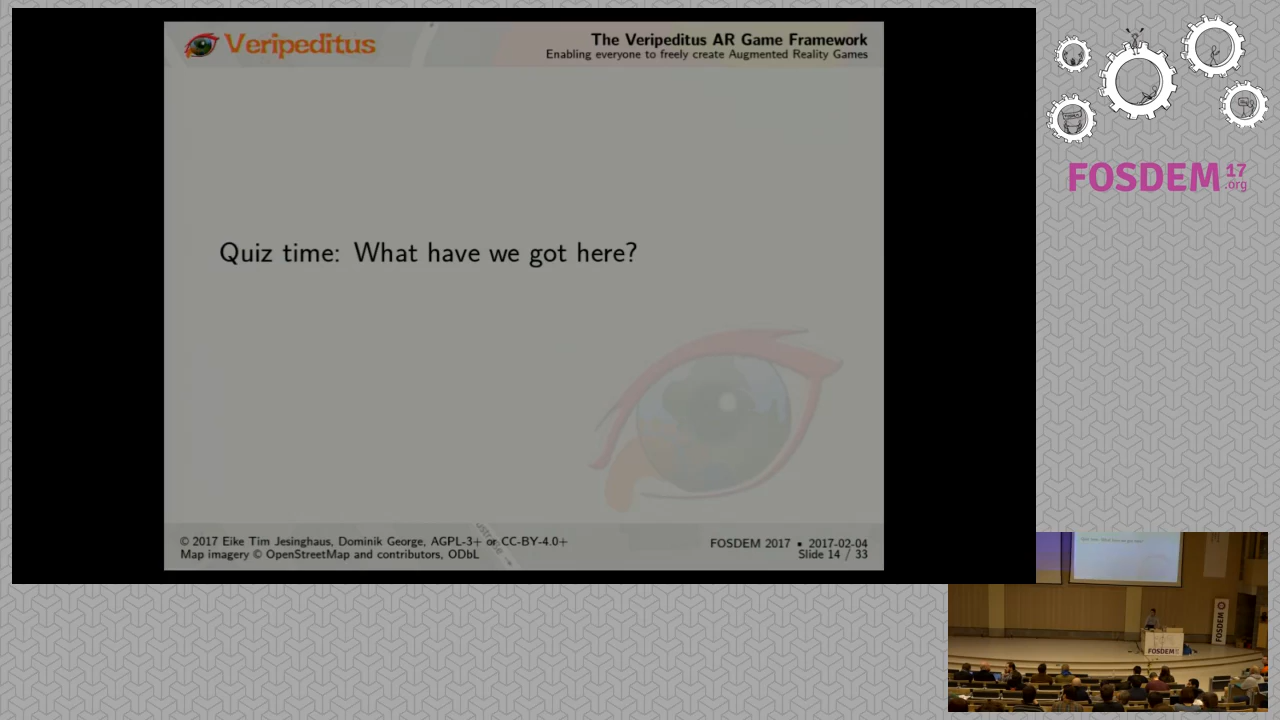 Veripeditus
The Veripeditus AR Game Framework
Enabling everyone to freely create Augmented Reality Games
Quiz time: What have we got here?
© 2017 Eike Tim Jesinghaus, Dominik George, AGPL-3+ or CC-BY-4.0+
Map imagery © OpenStreetMap and contributors, ODbL
FOSDEM 2017 • 2017-02-04
Slide 14 / 33
FOSDEM 17
.org
FOSDEM
FOSDEM